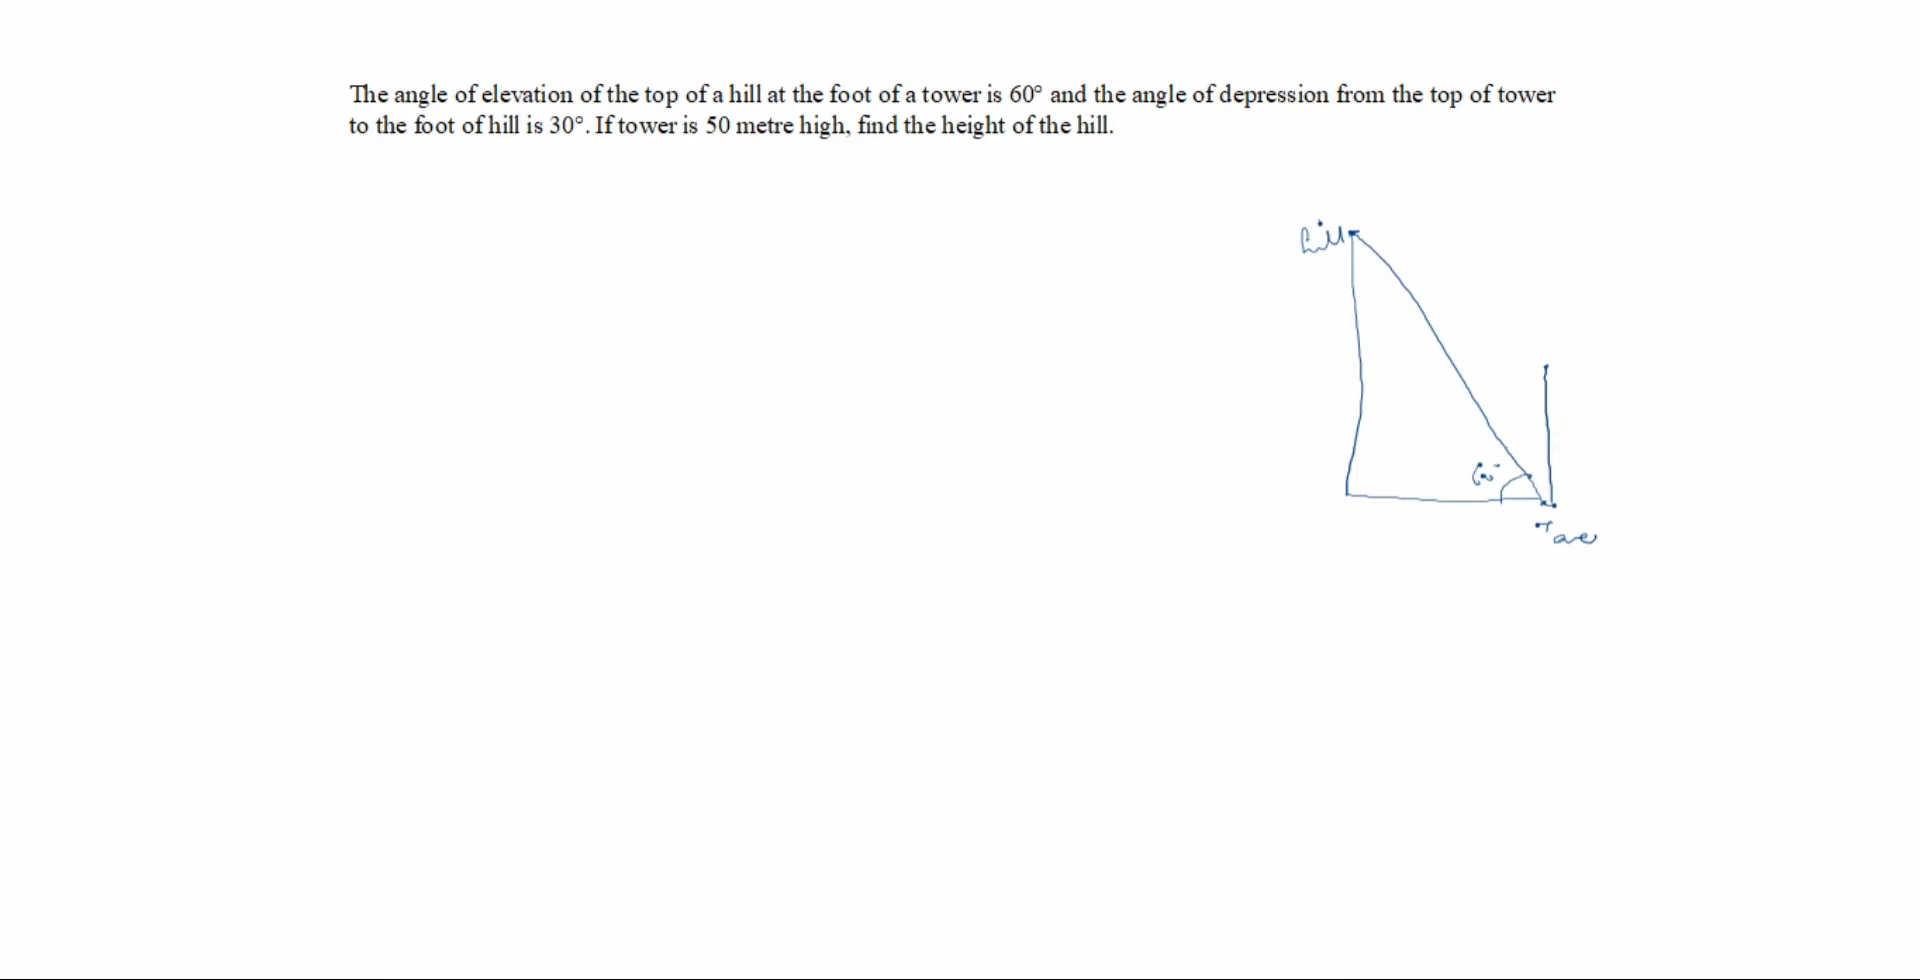 The angle of elevation of the top of a hill at the foot of a tower is 60° and the angle of depression from the top of tower
to the foot of hill is 30°. If tower is 50 metre high, find the height of the hill.
hill
60°